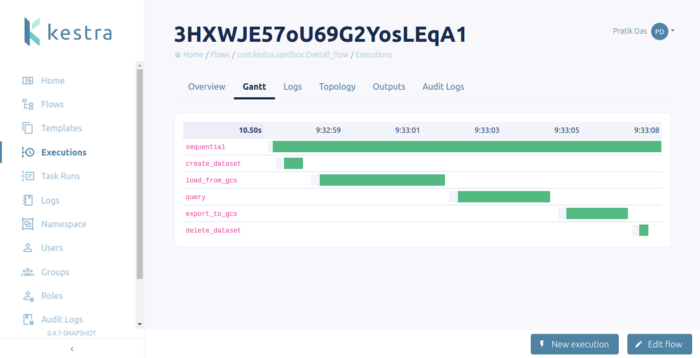 kestra
Home
Flows
Templates
Executions
Task Runs
Logs
Namespace
Users
Groups
Roles
Audit Logs
0.4.7-SNAPSHOT
<
3HXWJE57oU69G2YosLEqA1
Home / Flows / com.kestra.sandbox.Overall_flow / Executions
Pratik Das PD
Overview Gantt Logs Topology Outputs Audit Logs
10.50s 9:32:59 9:33:01 9:33:03 9:33:05 9:33:08
sequential
create_dataset
load_from_gcs
query
export_to_gcs
delete_dataset
New execution Edit flow